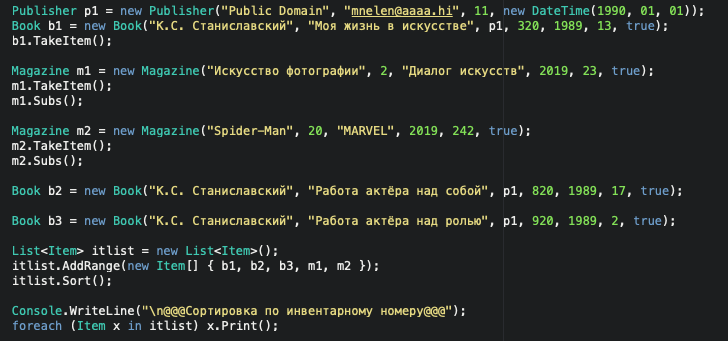 Publisher p1 = new Publisher("Public Domain", "mnelen@aaaa.hi", 11, new DateTime(1990, 01, 01));
Book b1 = new Book("К.С. Станиславский", "Моя жизнь в искусстве", p1, 320, 1989, 13, true);
b1.TakeItem();
Magazine m1 = new Magazine("Искусство фотографии", 2, "Диалог искусств", 2019, 23, true);
m1.TakeItem();
m1.Subs();
Magazine m2 = new Magazine("Spider-Man", 20, "MARVEL", 2019, 242, true);
m2.TakeItem();
m2.Subs();
Book b2 = new Book("К.С. Станиславский", "Работа актёра над собой", p1, 820, 1989, 17, true);
Book b3 = new Book("К.С. Станиславский", "Работа актёра над ролью", p1, 920, 1989, 2, true);
List<Item> itlist = new List<Item>();
itlist.AddRange(new Item[] { b1, b2, b3, m1, m2 });
itlist.Sort();
Console.WriteLine("\n@@@Сортировка по инвентарному номеру@@@");
foreach (Item x in itlist) x.Print();